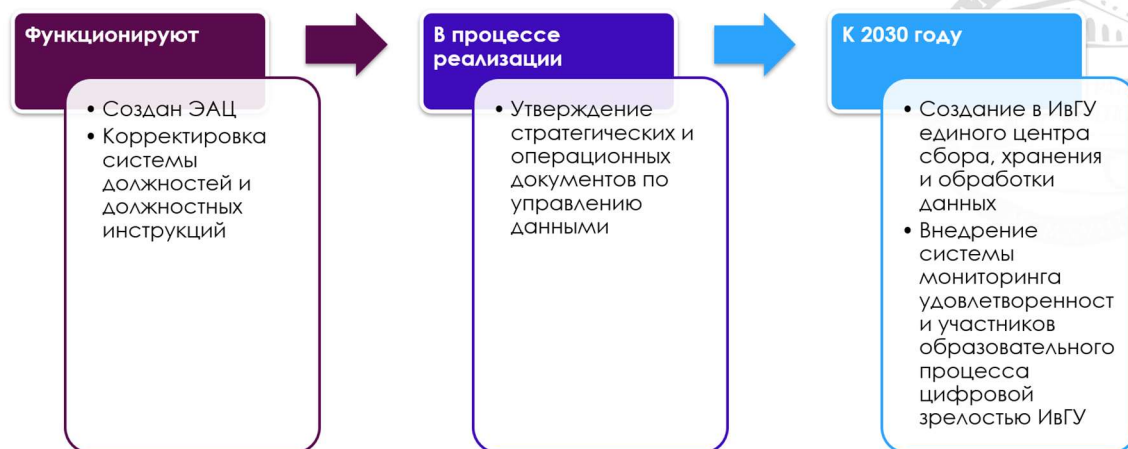 Функционируют
• Создан ЭАЦ
• Корректировка
системы
должностей и
должностных
инструкций
В процессе
реализации
• Утверждение
стратегических и
операционных
документов по
управлению
данными
К 2030 году
• Создание в ИвГУ
единого центра
сбора, хранения
и обработки
данных
• Внедрение
системы
мониторинга
удовлетворенност
и участников
образовательного
процесса
цифровой
зрелостью ИвГУ